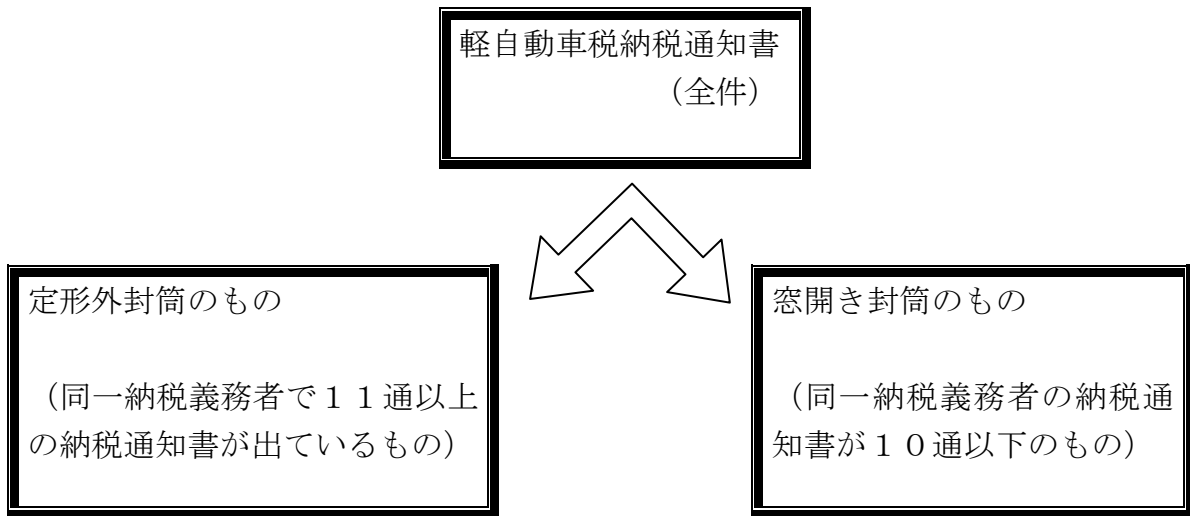 軽自動車税納税通知書
（全件）
定形外封筒のもの
（同一納税義務者で１１通以上
の納税通知書が出ているもの）
窓開き封筒のもの
（同一納税義務者の納税通
知書が１０通以下のもの）